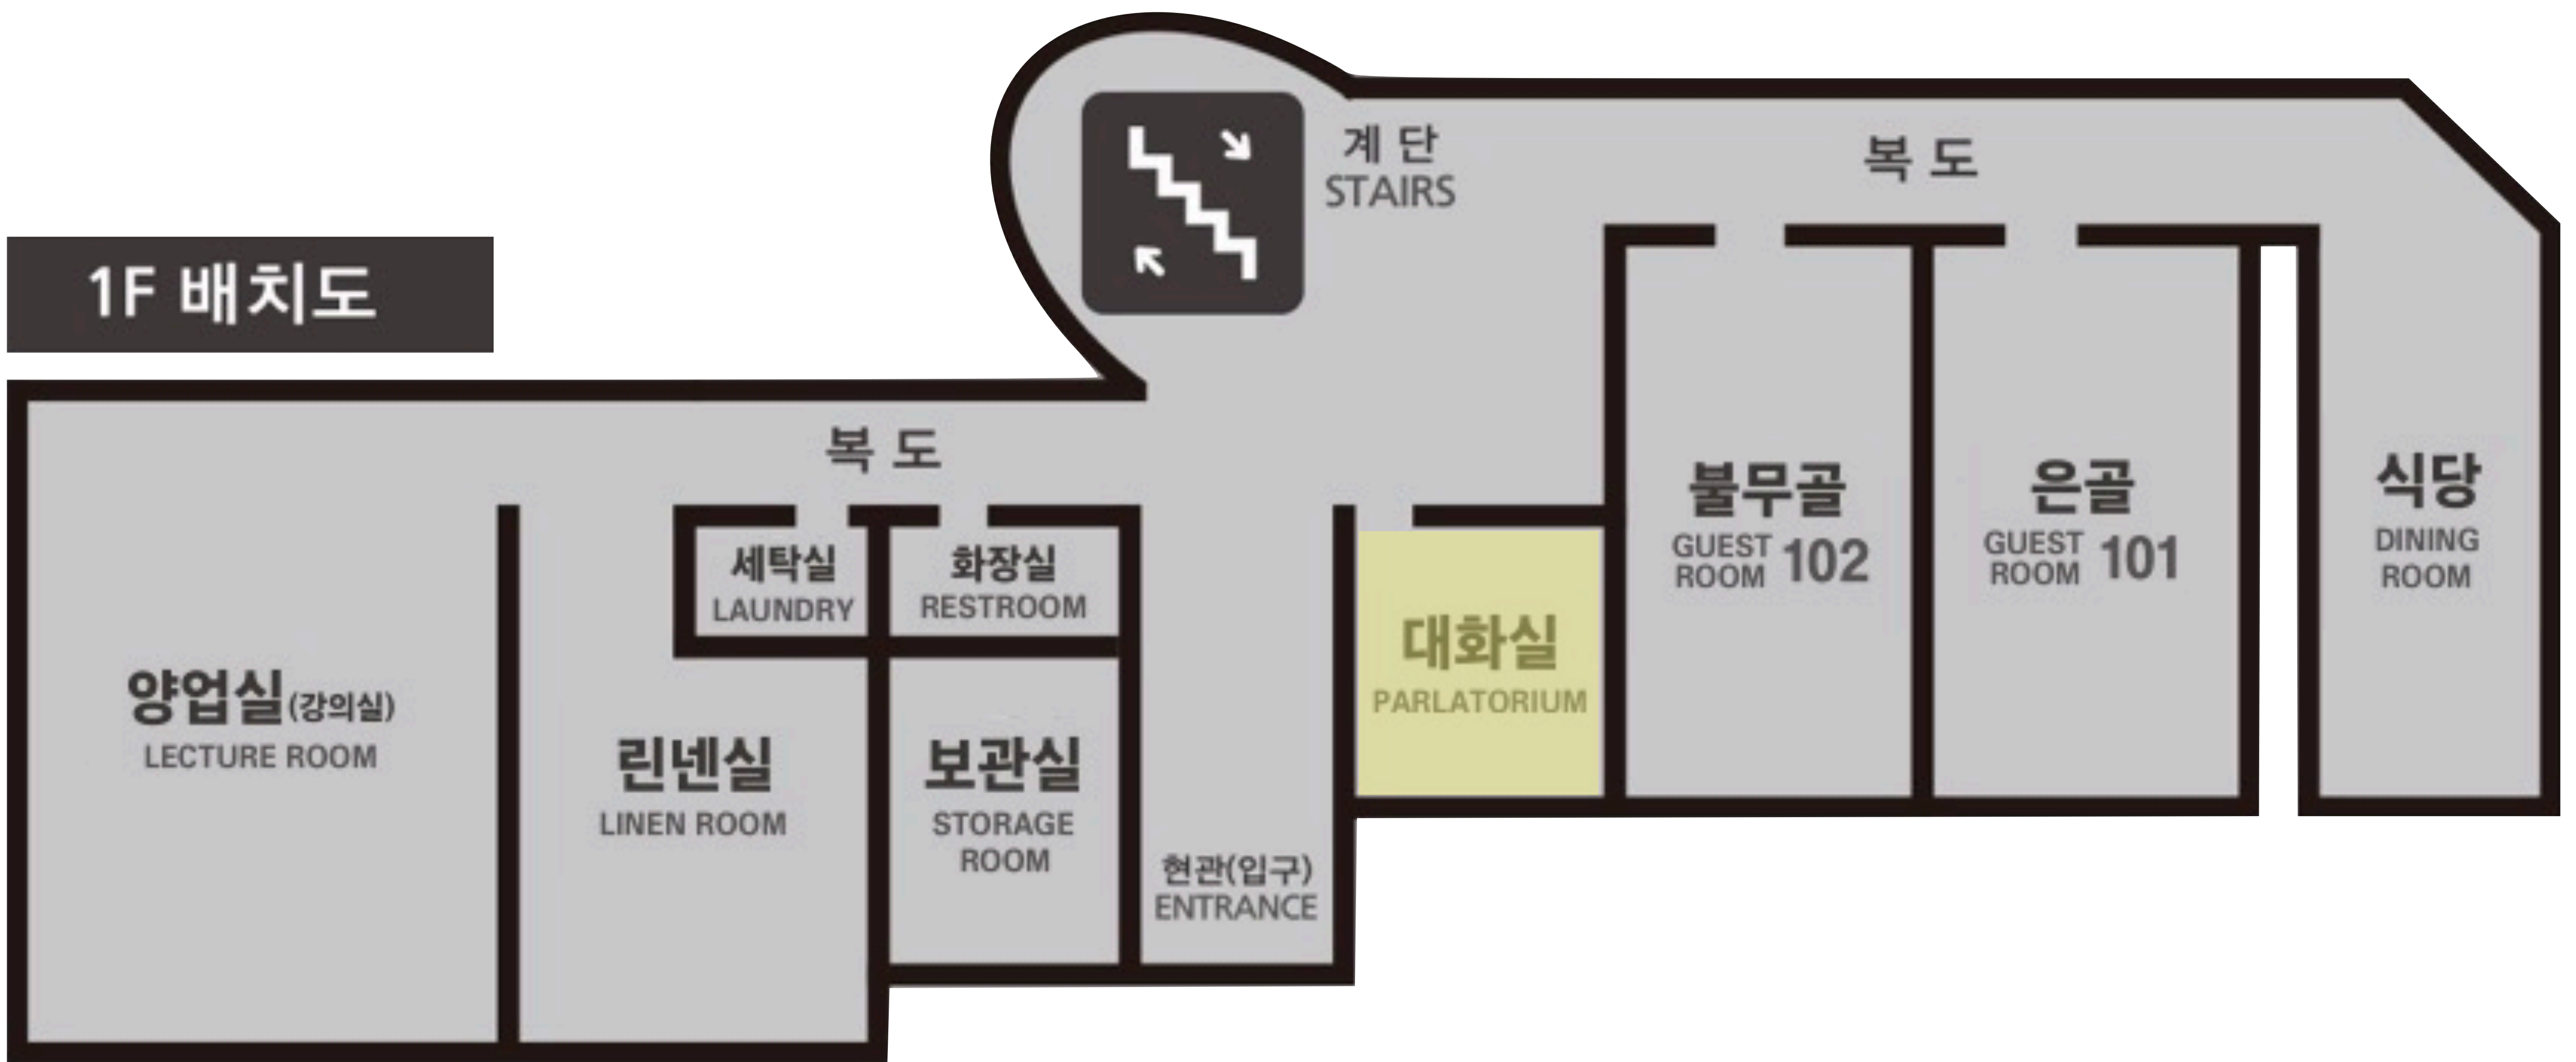 계 단
STAIRS
복 도
1F 배치도
복 도
불무골
GUEST ROOM 102
은골
GUEST ROOM 101
식당
DINING
ROOM
세탁실
LAUNDRY
화장실
RESTROOM
대화실
PARLATORIUM
양업실(강의실)
LECTURE ROOM
린넨실
LINEN ROOM
보관실
STORAGE
ROOM
현관(입구)
ENTRANCE